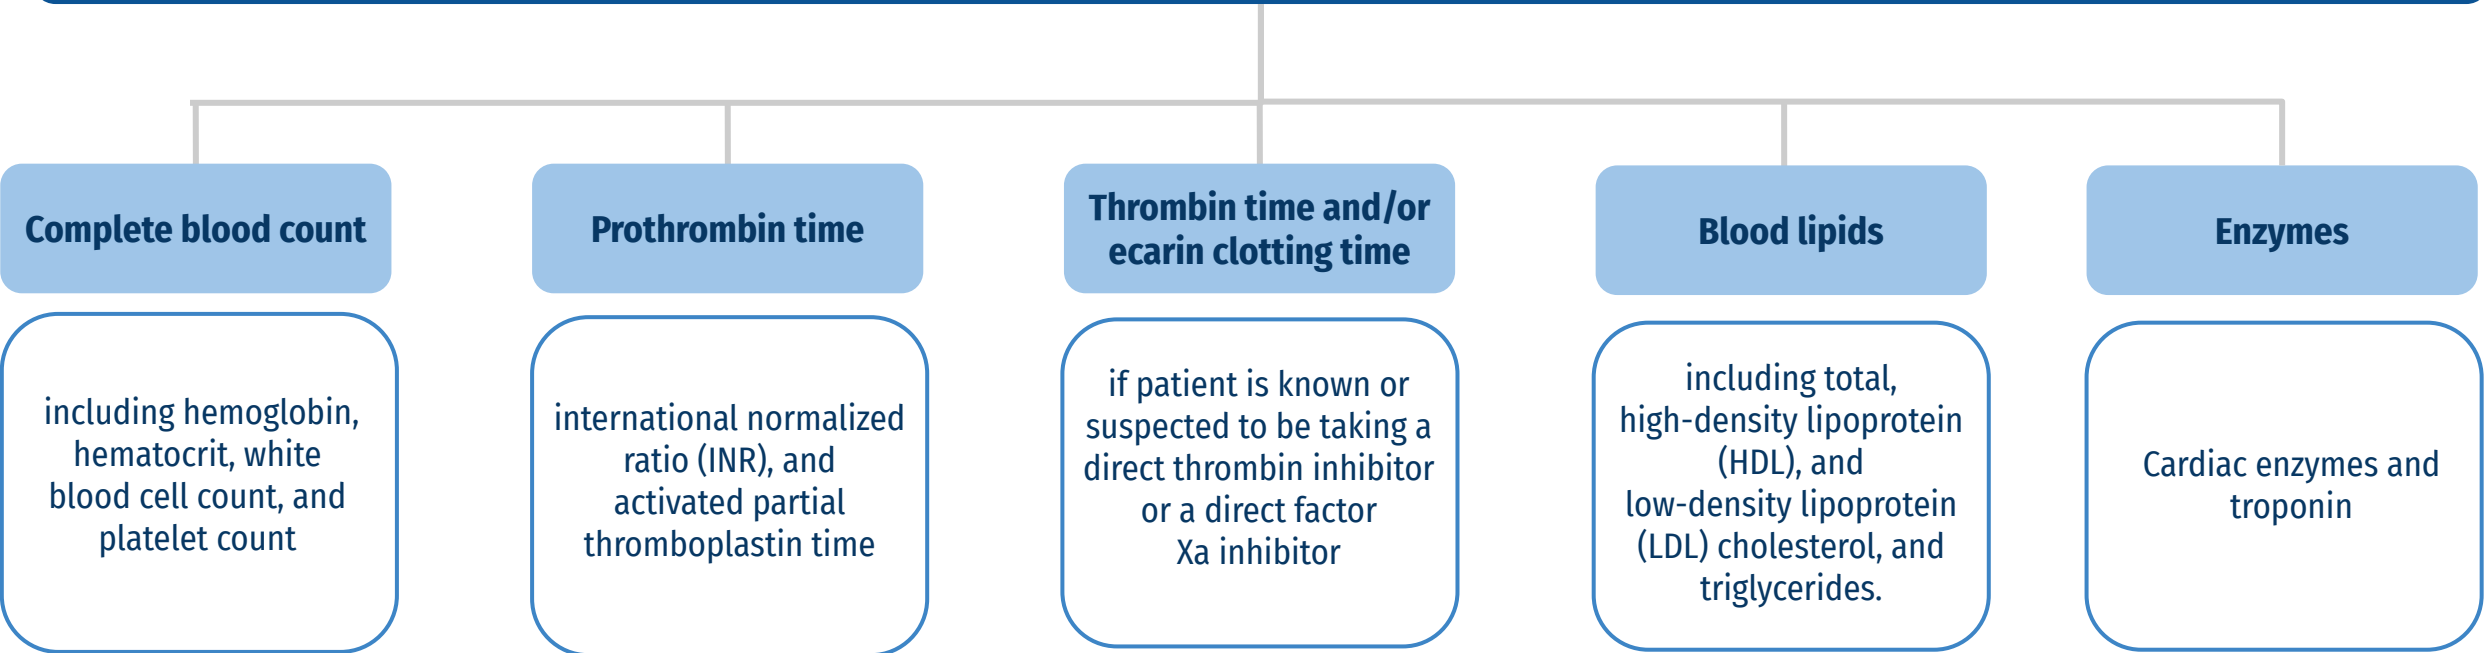 Complete blood count
including hemoglobin,
hematocrit, white
blood cell count, and
platelet count
Prothrombin time
international normalized
ratio (INR), and
activated partial
thromboplastin time
Thrombin time and/or
ecarin clotting time
if patient is known or
suspected to be taking a
direct thrombin inhibitor
or a direct factor
Xa inhibitor
Blood lipids
including total,
high-density lipoprotein
(HDL), and
low-density lipoprotein
(LDL) cholesterol, and
triglycerides.
Enzymes
Cardiac enzymes and
troponin